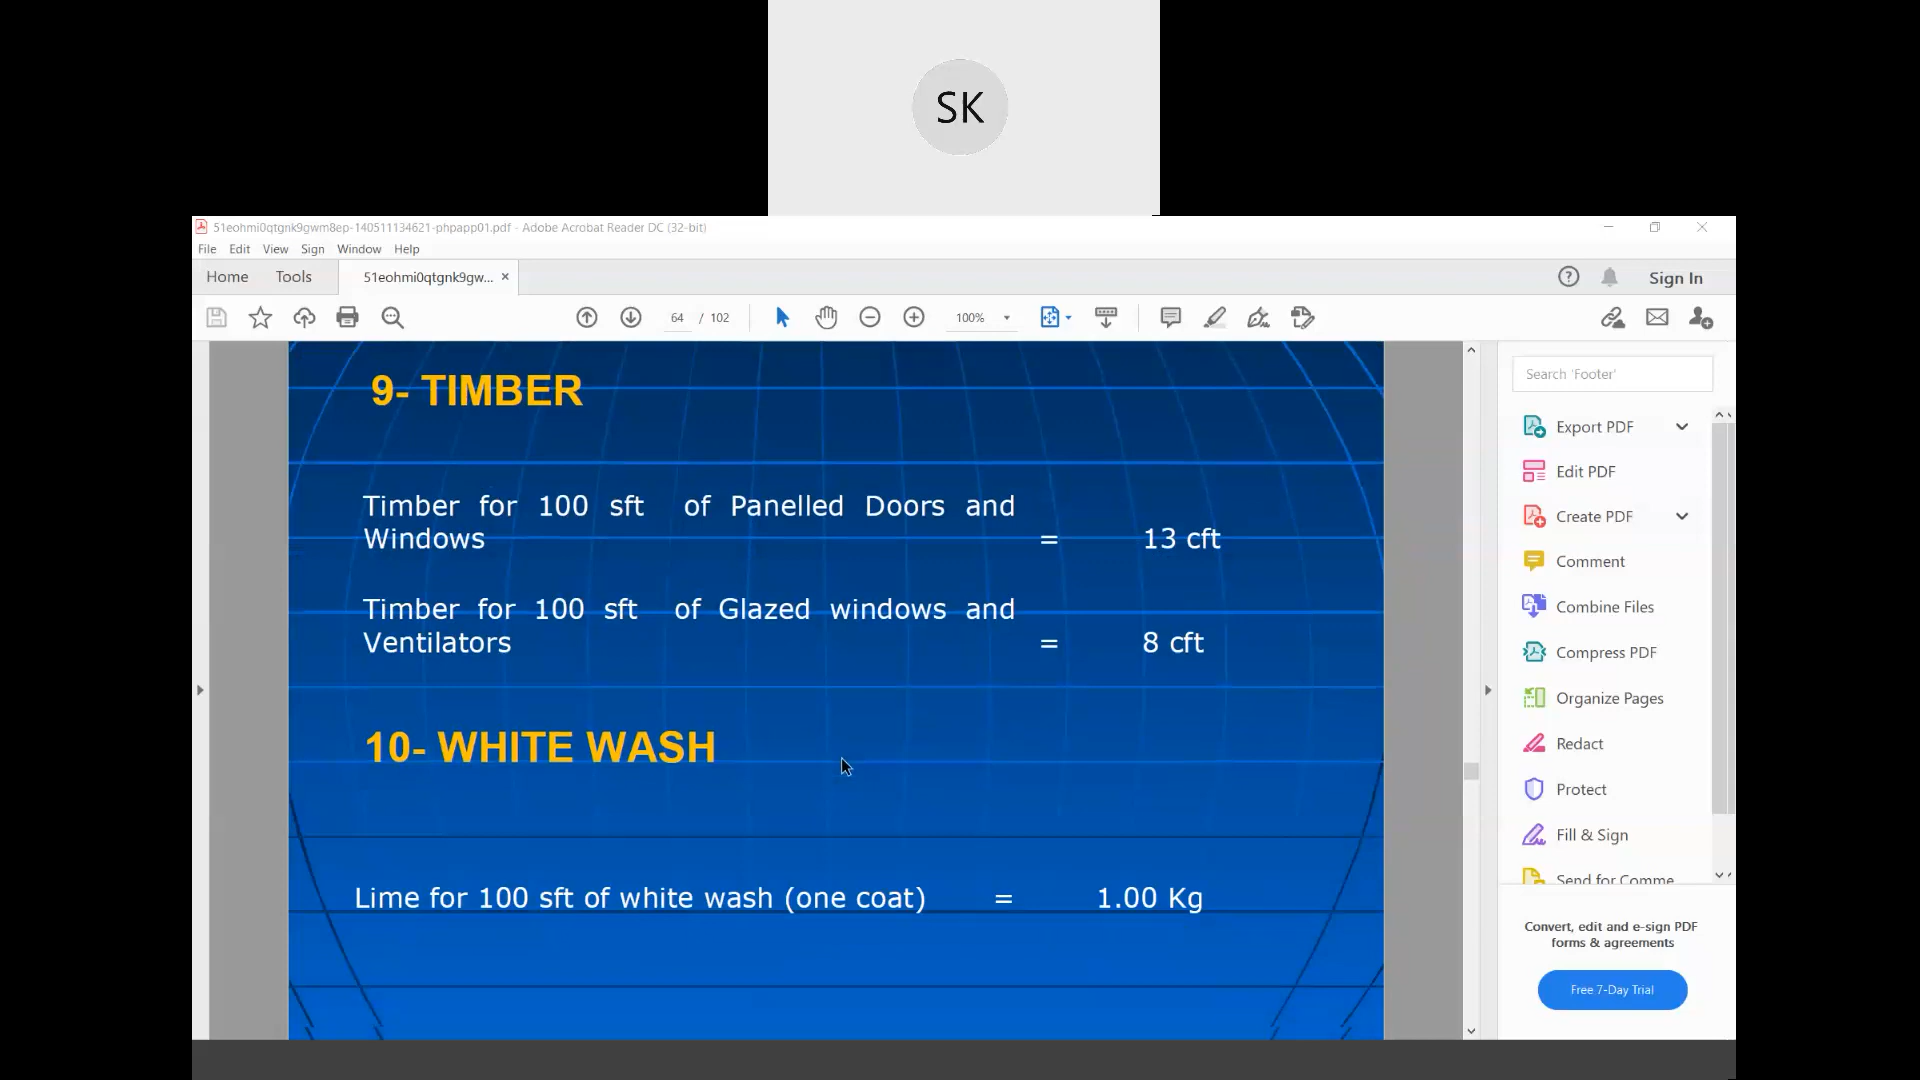 SK
51eohmi0qtgnk9gwm8ep-140511134621-phpapp01.pdf - Adobe Acrobat Reader DC (32-bit)
File Edit View Sign Window Help
Home Tools 51eohmi0qtgnk9gw... × Sign In
64 / 102 100%
9- TIMBER
Timber for 100 sft of Panelled Doors and
Windows = 13 cft
Timber for 100 sft of Glazed windows and
Ventilators = 8 cft
10- WHITE WASH
Lime for 100 sft of white wash (one coat) = 1.00 Kg
Search 'Footer'
Export PDF
Edit PDF
Create PDF
Comment
Combine Files
Compress PDF
Organize Pages
Redact
Protect
Fill & Sign
Send for Comme
Convert, edit and e-sign PDF
forms & agreements
Free 7-Day Trial